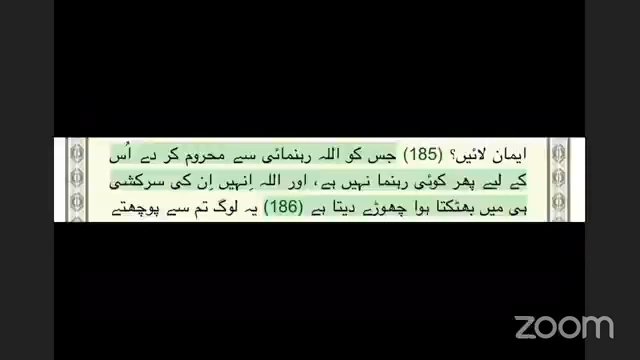 ایمان لائیں؟ (185) جس کو اللہ رہنمائی سے محروم کر دے اُس
کے لیے پھر کوئی رہنما نہیں ہے، اور اللہ اِنہیں اِن کی سرکشی
ہی میں بھٹکتا ہوا چھوڑے دیتا ہے (186) یہ لوگ تم سے پوچھتے
zoom